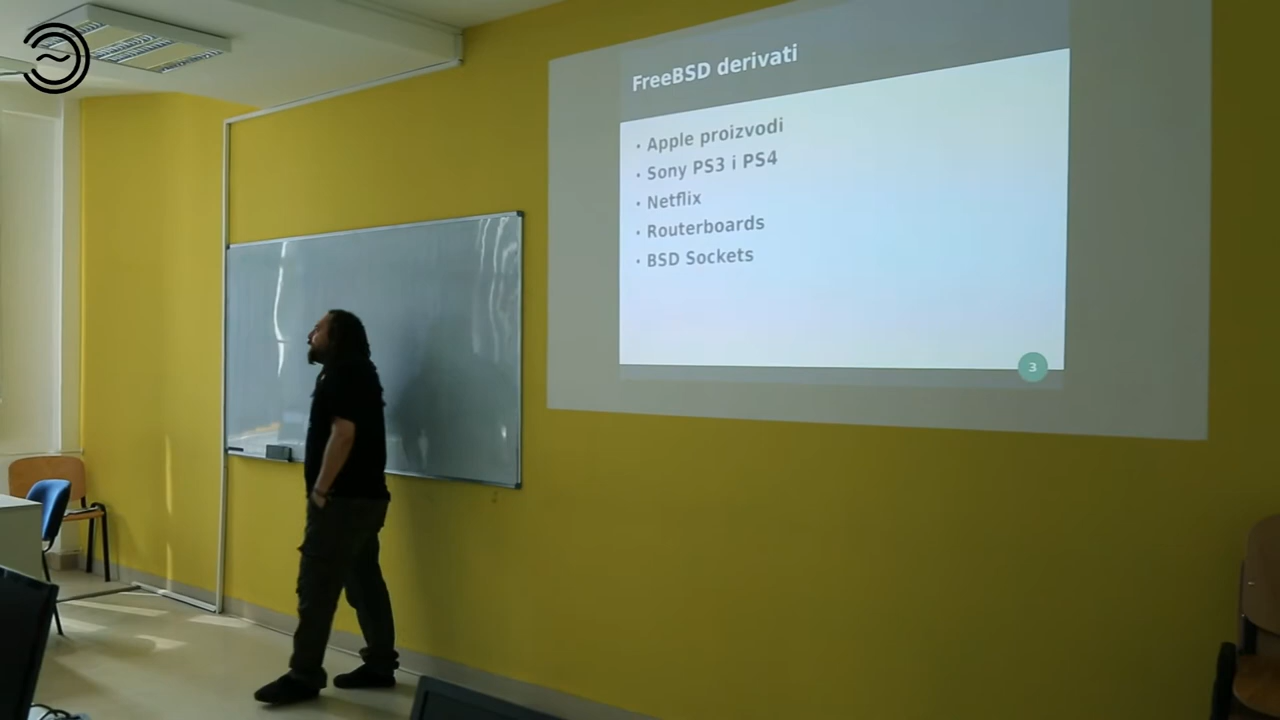 FreeBSD derivati
• Apple proizvodi
• Sony PS3 i PS4
• Netflix
• Routerboards
• BSD Sockets
3